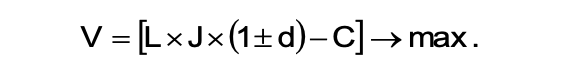 V = [L × J × (1 ± d) – C] → max .